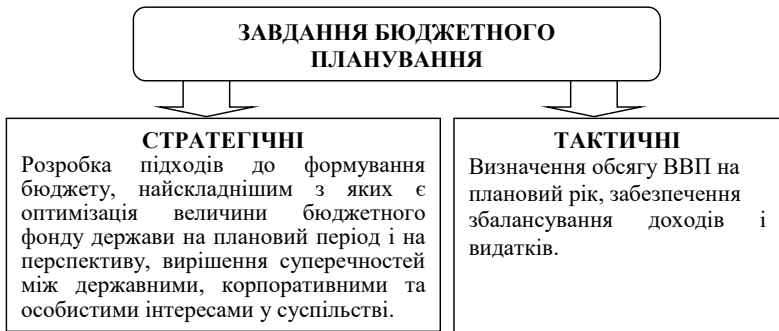 ЗАВДАННЯ БЮДЖЕТНОГО
ПЛАНУВАННЯ
СТРАТЕГІЧНІ
Розробка підходів до формування
бюджету, найскладнішим з яких є
оптимізація величини бюджетного
фонду держави на плановий період і на
перспективу, вирішення суперечностей
між державними, корпоративними та
особистими інтересами у суспільстві.
ТАКТИЧНІ
Визначення обсягу ВВП на
плановий рік, забезпечення
збалансування доходів і
видатків.